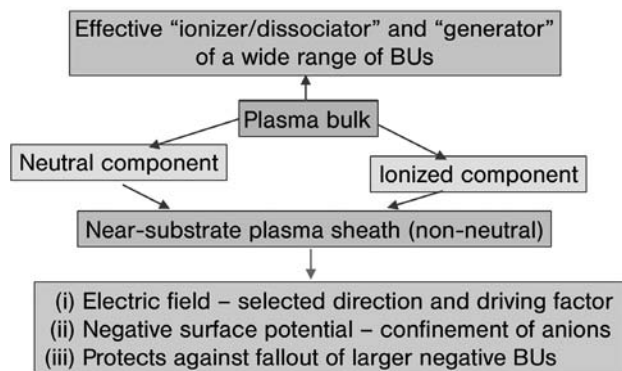 Effective “ionizer/dissociator” and “generator”
of a wide range of BUs
Plasma bulk
Neutral component
Ionized component
Near-substrate plasma sheath (non-neutral)
(i) Electric field – selected direction and driving factor
(ii) Negative surface potential – confinement of anions
(iii) Protects against fallout of larger negative BUs